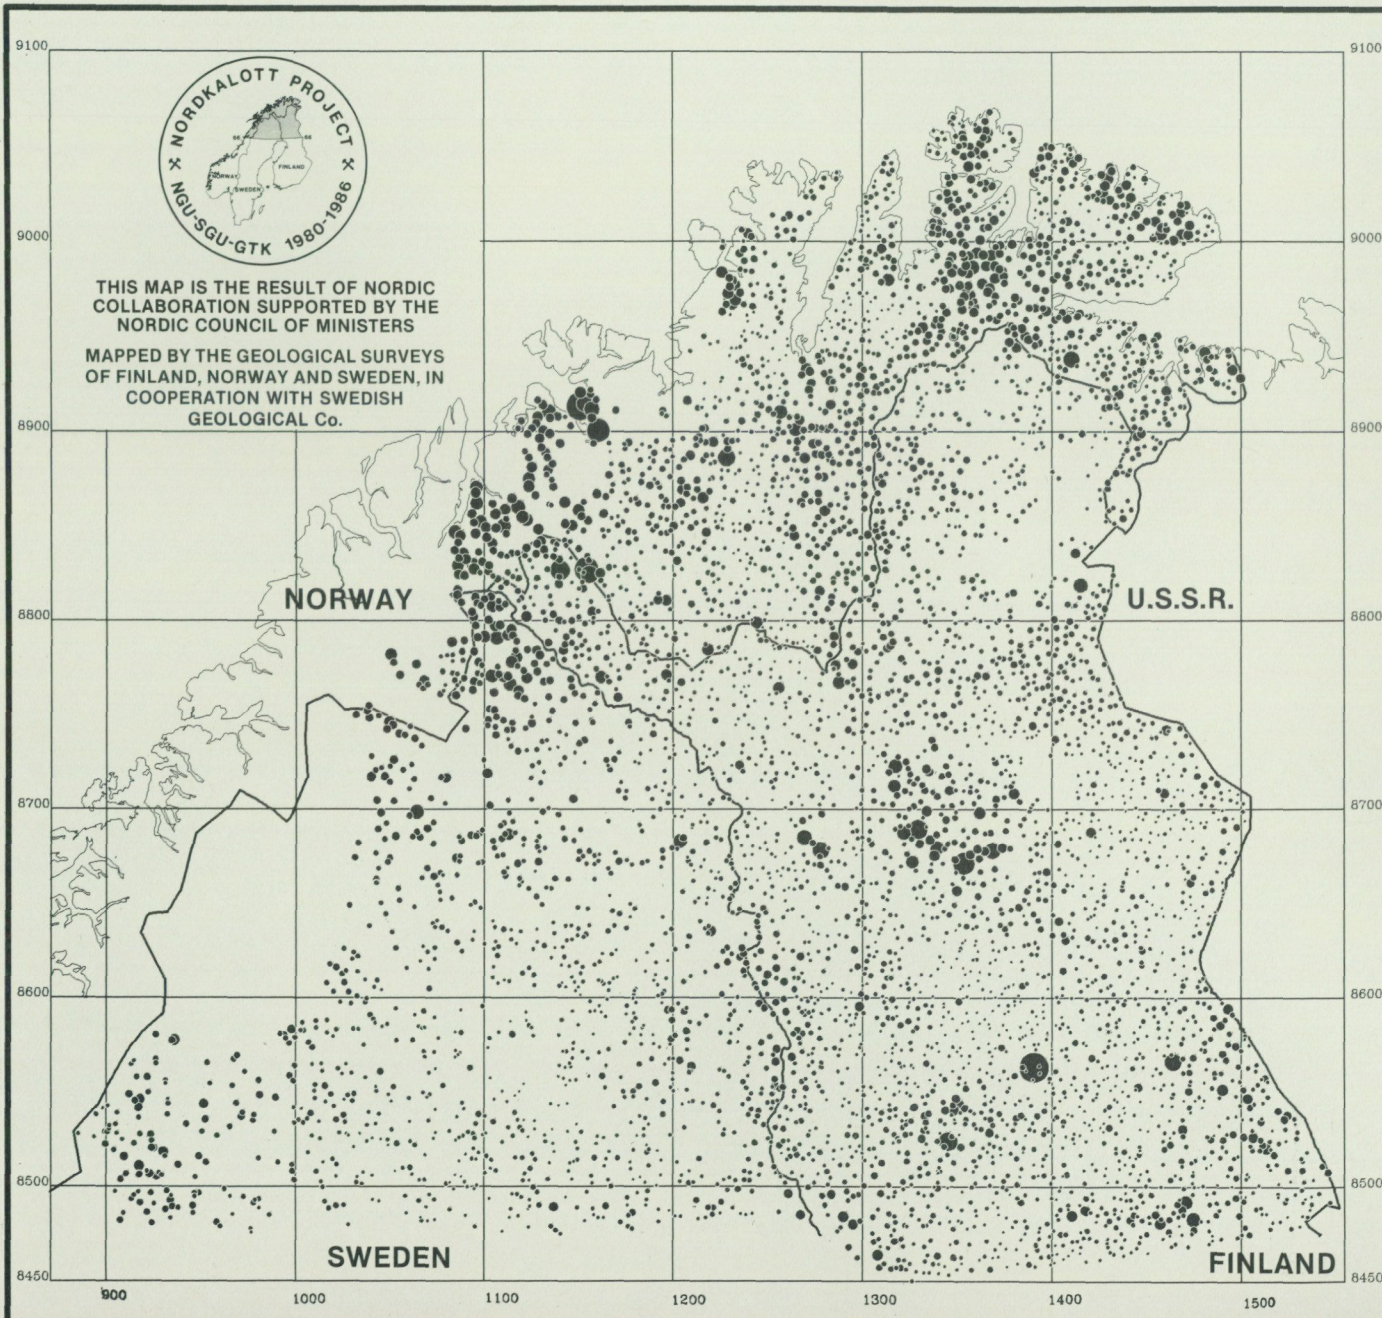 9100
9100
NORDKALOTT PROJECT
NGU-SGU-GTK 1980-1986
NORWAY
SWEDEN
FINLAND
9000
9000
THIS MAP IS THE RESULT OF NORDIC
COLLABORATION SUPPORTED BY THE
NORDIC COUNCIL OF MINISTERS
MAPPED BY THE GEOLOGICAL SURVEYS
OF FINLAND, NORWAY AND SWEDEN, IN
COOPERATION WITH SWEDISH
GEOLOGICAL Co.
8900
8900
NORWAY
U.S.S.R.
8800
8800
8700
8700
8600
8600
8500
8500
SWEDEN
FINLAND
8450
8450
900
1000
1100
1200
1300
1400
1500